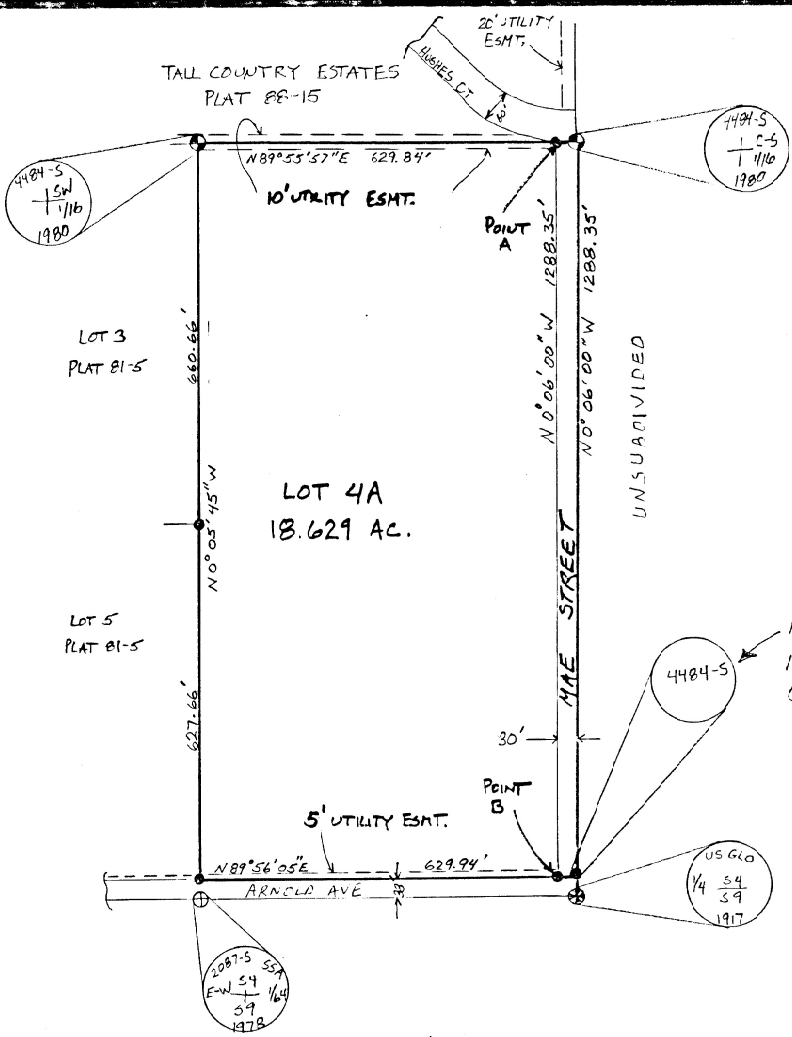 20' UTILITY
ESMT.
HUGHES CT.
TALL COUNTRY ESTATES
PLAT 88-15
N89°55'57"E 629.84'
10' UTILITY ESMT.
4484-S
SW
1/16
1980
4484-S
C-S
1/16
1980
POINT
A
N0°06'00"W 1288.35'
N0°06'00"W 1288.35'
LOT 3
PLAT 81-5
660.66'
UNSUBDIVIDED
N0°05'45"W
LOT 4A
18.629 AC.
LOT 5
PLAT 81-5
627.66'
MAE STREET
4484-S
30'
POINT
B
5' UTILITY ESMT.
N89°56'05"E 629.94'
ARNOLD AVE
33'
US GLO
1/4 S4
S9
1917
2087-S SSA
E-W S4 1/64
S9
1978